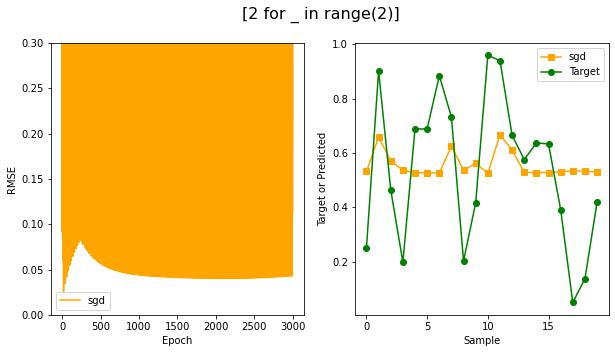 [2 for _ in range(2)]
0.30
0.25
0.20
0.15
0.10
0.05
0.00
RMSE
sgd
0 500 1000 1500 2000 2500 3000
Epoch
1.0
0.8
0.6
0.4
0.2
Target or Predicted
sgd
Target
0 5 10 15
Sample